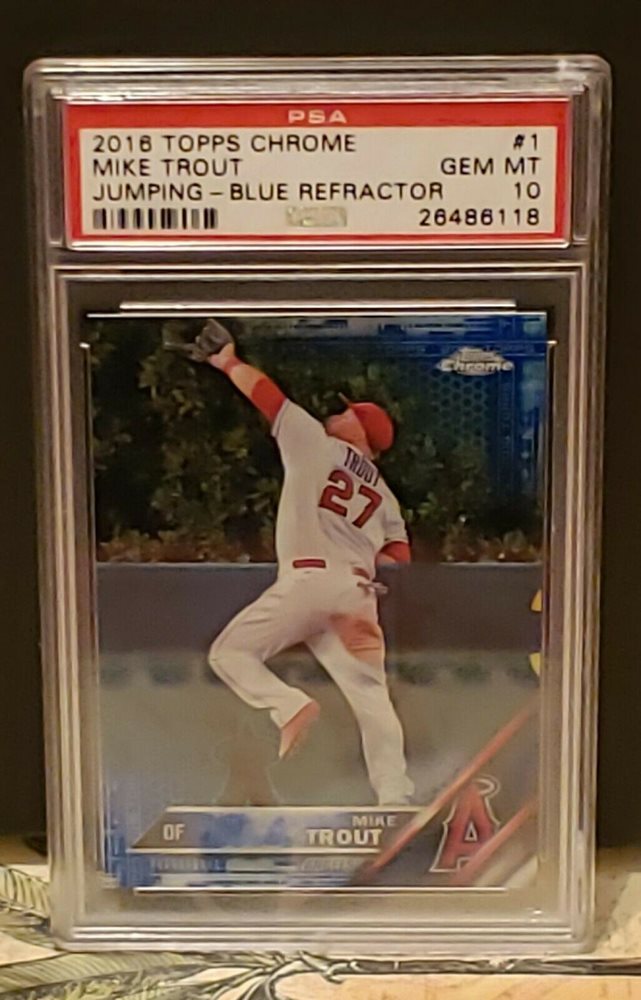 PSA
2016 TOPPS CHROME #1
MIKE TROUT GEM MT
JUMPING - BLUE REFRACTOR 10
26486118
Topps
Chrome
TROUT
27
OF
MIKE
TROUT
A